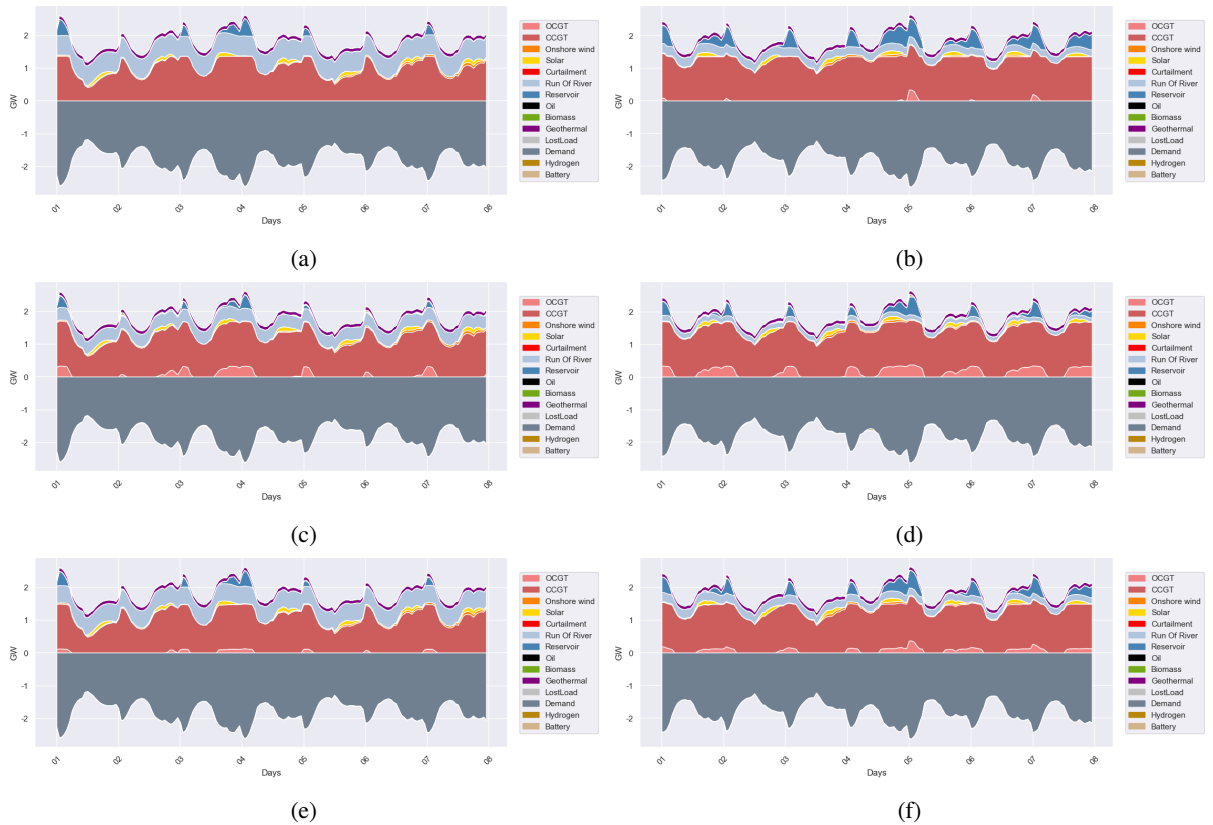 2
1
0
-1
-2
GW
01
02
03
04
05
06
07
08
Days
OCGT
CCGT
Onshore wind
Solar
Curtailment
Run Of River
Reservoir
Oil
Biomass
Geothermal
LostLoad
Demand
Hydrogen
Battery
(a)
2
1
0
-1
-2
GW
01
02
03
04
05
06
07
08
Days
OCGT
CCGT
Onshore wind
Solar
Curtailment
Run Of River
Reservoir
Oil
Biomass
Geothermal
LostLoad
Demand
Hydrogen
Battery
(b)
2
1
0
-1
-2
GW
01
02
03
04
05
06
07
08
Days
OCGT
CCGT
Onshore wind
Solar
Curtailment
Run Of River
Reservoir
Oil
Biomass
Geothermal
LostLoad
Demand
Hydrogen
Battery
(c)
2
1
0
-1
-2
GW
01
02
03
04
05
06
07
08
Days
OCGT
CCGT
Onshore wind
Solar
Curtailment
Run Of River
Reservoir
Oil
Biomass
Geothermal
LostLoad
Demand
Hydrogen
Battery
(d)
2
1
0
-1
-2
GW
01
02
03
04
05
06
07
08
Days
OCGT
CCGT
Onshore wind
Solar
Curtailment
Run Of River
Reservoir
Oil
Biomass
Geothermal
LostLoad
Demand
Hydrogen
Battery
(e)
2
1
0
-1
-2
GW
01
02
03
04
05
06
07
08
Days
OCGT
CCGT
Onshore wind
Solar
Curtailment
Run Of River
Reservoir
Oil
Biomass
Geothermal
LostLoad
Demand
Hydrogen
Battery
(f)